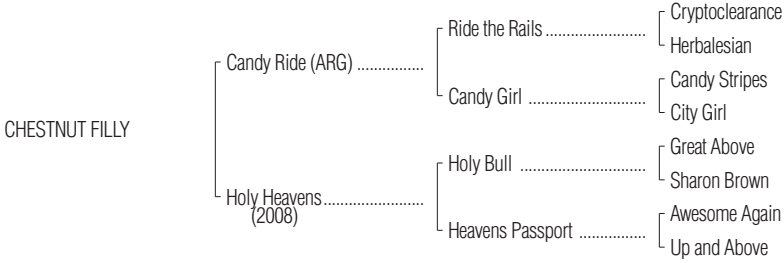 Cryptoclearance
Ride the Rails ........................
Herbalesian
Candy Ride (ARG) ................
Candy Stripes
Candy Girl ............................
City Girl
CHESTNUT FILLY
Great Above
Holy Bull ..............................
Sharon Brown
Holy Heavens........................
(2008)
Awesome Again
Heavens Passport ................
Up and Above